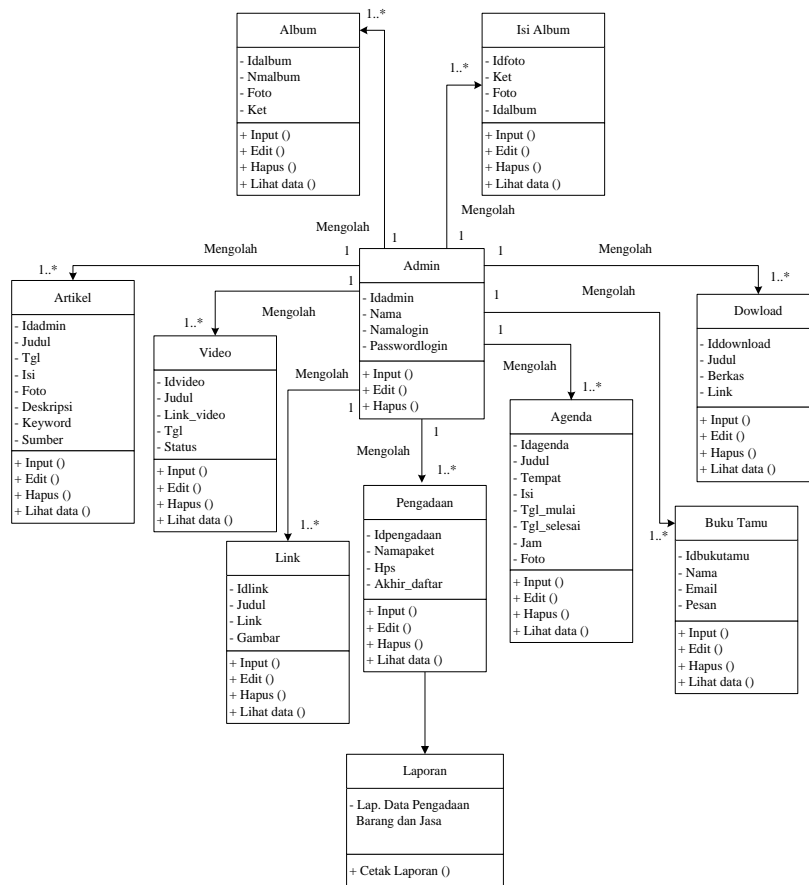 Album
- Idalbum
- Nmalbum
- Foto
- Ket
+ Input ()
+ Edit ()
+ Hapus ()
+ Lihat data ()
1..*
Isi Album
- Idfoto
- Ket
- Foto
- Idalbum
+ Input ()
+ Edit ()
+ Hapus ()
+ Lihat data ()
1..*
Mengolah
1
Mengolah
1
Admin
- Idadmin
- Nama
- Namalogin
- Passwordlogin
+ Input ()
+ Edit ()
+ Hapus ()
Mengolah
1
1..*
Artikel
- Idadmin
- Judul
- Tgl
- Isi
- Foto
- Deskripsi
- Keyword
- Sumber
+ Input ()
+ Edit ()
+ Hapus ()
+ Lihat data ()
1
Mengolah
1..*
Video
- Idvideo
- Judul
- Link_video
- Tgl
- Status
+ Input ()
+ Edit ()
+ Hapus ()
+ Lihat data ()
Mengolah
1
1..*
Link
- Idlink
- Judul
- Link
- Gambar
+ Input ()
+ Edit ()
+ Hapus ()
+ Lihat data ()
1
Mengolah
1..*
Pengadaan
- Idpengadaan
- Namapaket
- Hps
- Akhir_daftar
+ Input ()
+ Edit ()
+ Hapus ()
+ Lihat data ()
1
Mengolah
1..*
Agenda
- Idagenda
- Judul
- Tempat
- Isi
- Tgl_mulai
- Tgl_selesai
- Jam
- Foto
+ Input ()
+ Edit ()
+ Hapus ()
+ Lihat data ()
1
Mengolah
1..*
Dowload
- Iddownload
- Judul
- Berkas
- Link
+ Input ()
+ Edit ()
+ Hapus ()
+ Lihat data ()
1
Mengolah
1..*
Buku Tamu
- Idbukutamu
- Nama
- Email
- Pesan
+ Input ()
+ Edit ()
+ Hapus ()
+ Lihat data ()
Laporan
- Lap. Data Pengadaan
Barang dan Jasa
+ Cetak Laporan ()